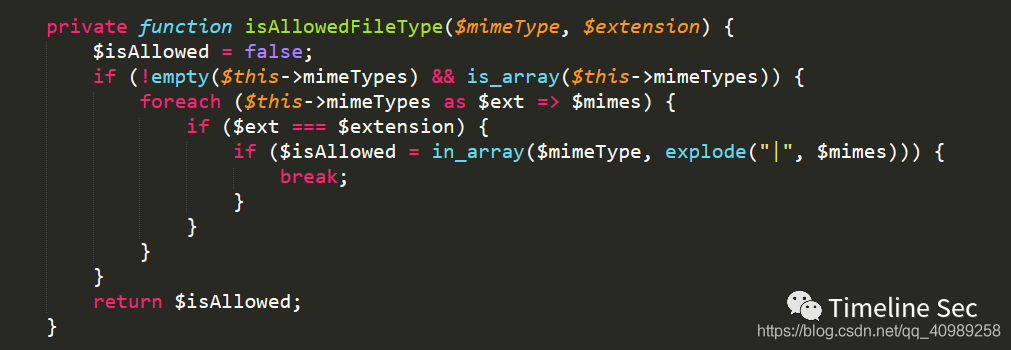 private function isAllowedFileType($mimeType, $extension) {
    $isAllowed = false;
    if (!empty($this->mimeTypes) && is_array($this->mimeTypes)) {
        foreach ($this->mimeTypes as $ext => $mimes) {
            if ($ext === $extension) {
                if ($isAllowed = in_array($mimeType, explode("|", $mimes))) {
                    break;
                }
            }
        }
    }
    return $isAllowed;
}
Timeline Sec
https://blog.csdn.net/qq_40989258